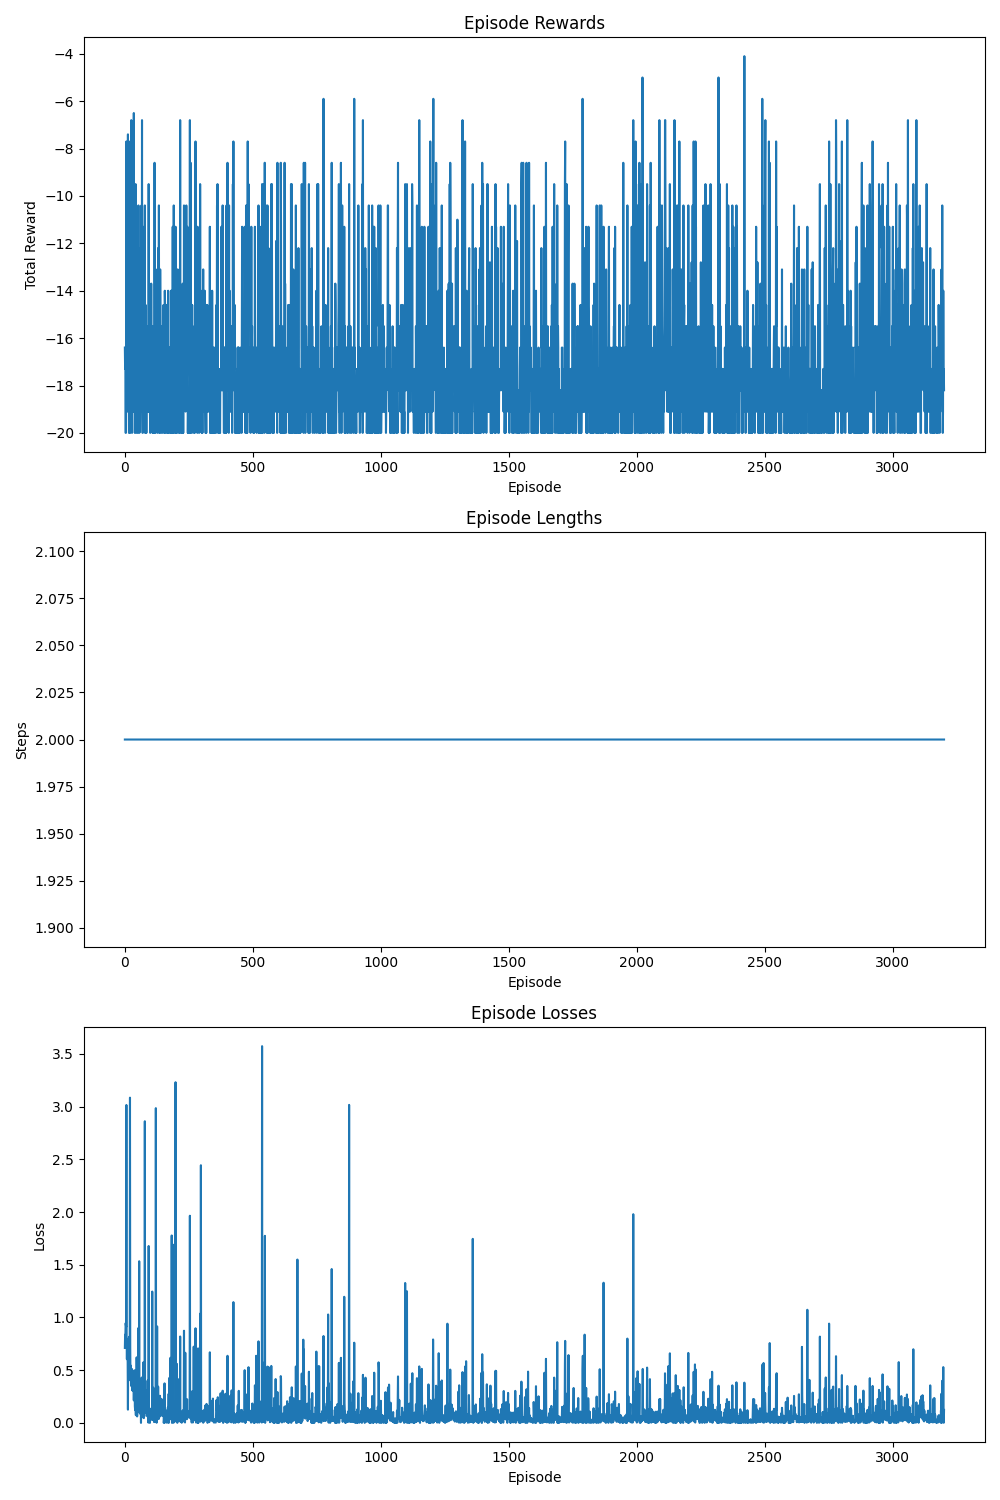 Episode Rewards
−4
−6
−8
−10
−12
−14
−16
−18
−20
Total Reward
0 500 1000 1500 2000 2500 3000
Episode
Episode Lengths
2.100
2.075
2.050
2.025
2.000
1.975
1.950
1.925
1.900
Steps
0 500 1000 1500 2000 2500 3000
Episode
Episode Losses
3.5
3.0
2.5
2.0
1.5
1.0
0.5
0.0
Loss
0 500 1000 1500 2000 2500 3000
Episode